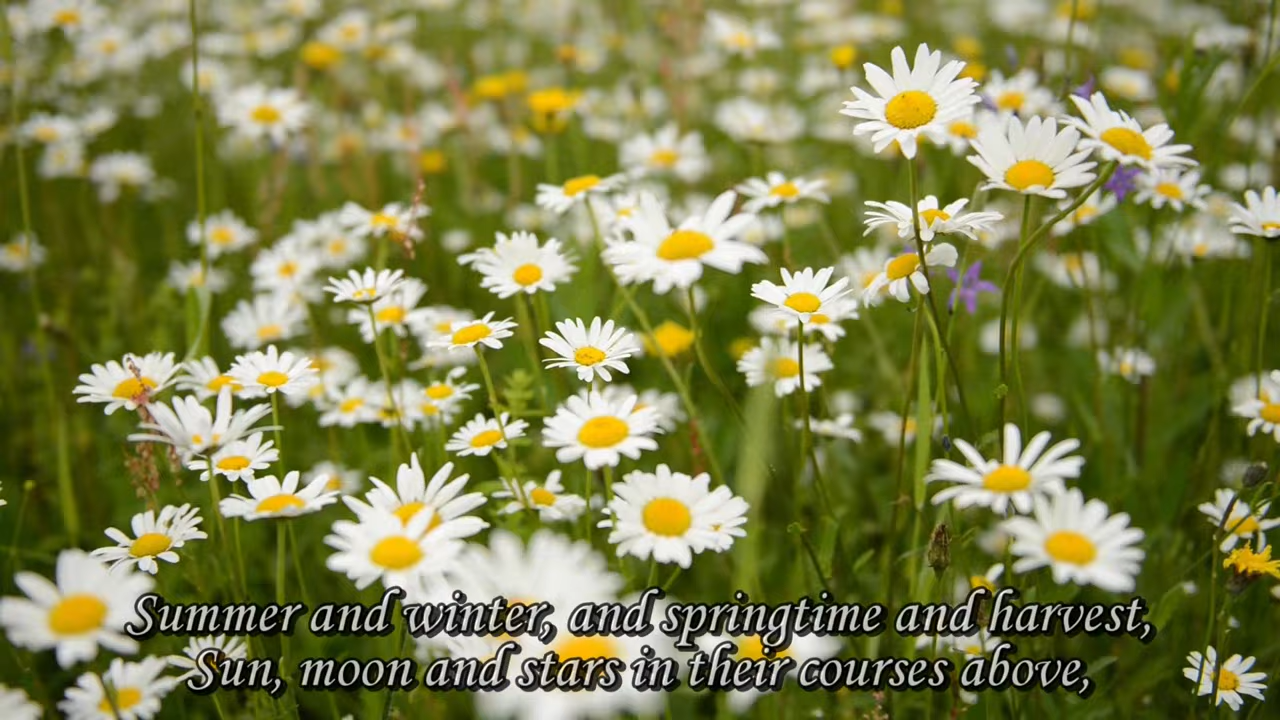 Summer and winter, and springtime and harvest,
Sun, moon and stars in their courses above,